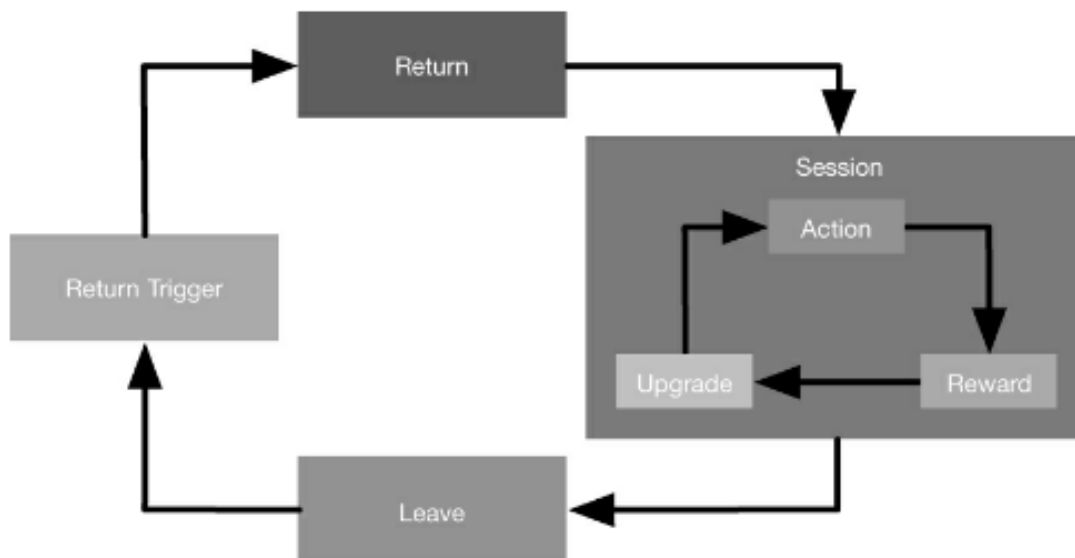 Return
Session
Action
Return Trigger
Upgrade
Reward
Leave